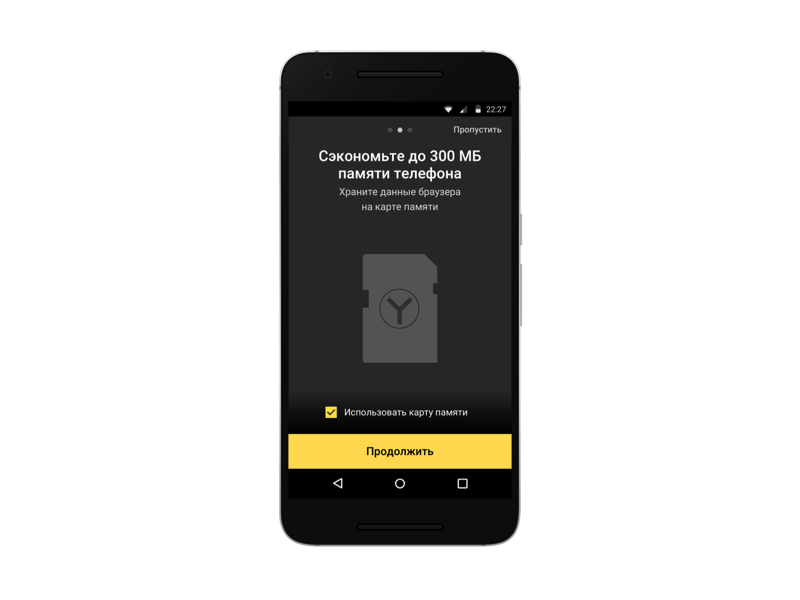 22:27
Пропустить
Сэкономьте до 300 МБ
памяти телефона
Храните данные браузера
на карте памяти
Использовать карту памяти
Продолжить